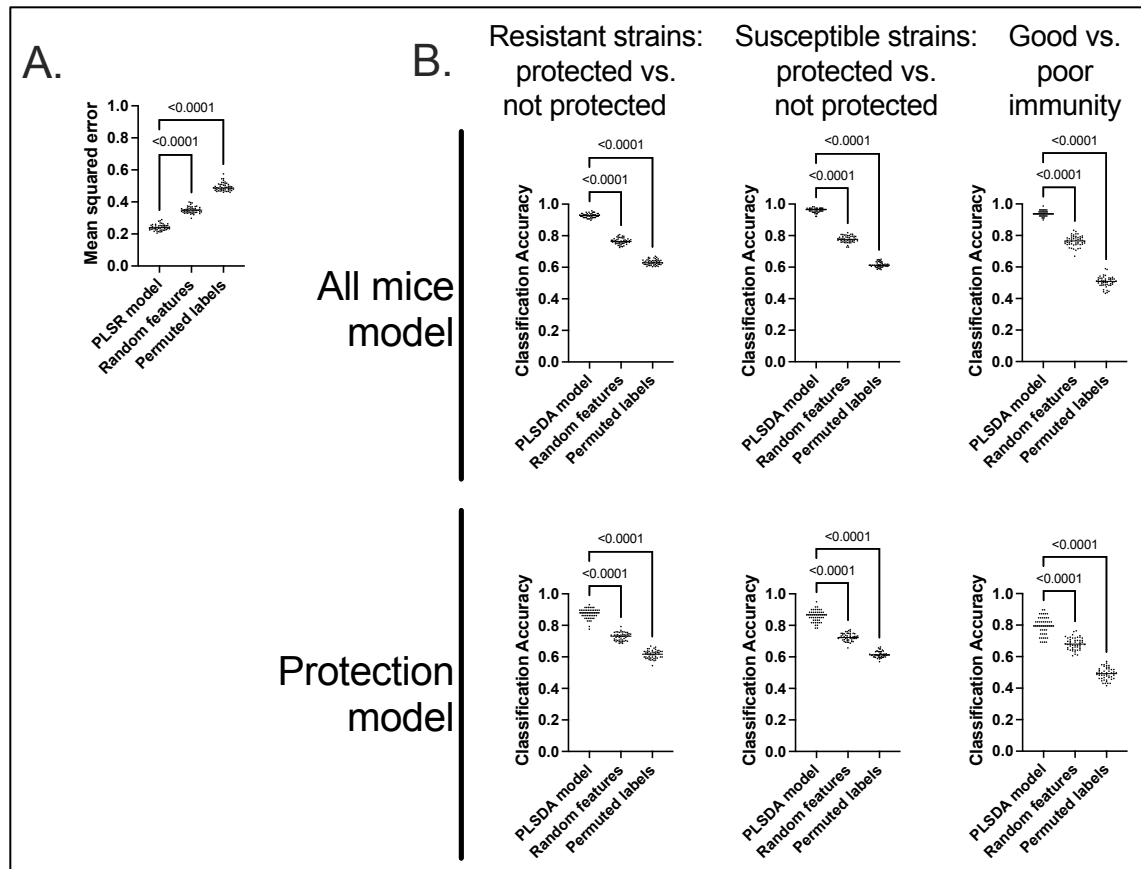 A.
<0.0001
<0.0001
Mean squared error
1.0
0.8
0.6
0.4
0.2
0.0
PLSR model
Random features
Permuted labels
B.
Resistant strains:
protected vs.
not protected
Susceptible strains:
protected vs.
not protected
Good vs.
poor
immunity
All mice
model
<0.0001
<0.0001
Classification Accuracy
1.0
0.8
0.6
0.4
0.2
0.0
PLSDA model
Random features
Permuted labels
<0.0001
<0.0001
Classification Accuracy
1.0
0.8
0.6
0.4
0.2
0.0
PLSDA model
Random features
Permuted labels
<0.0001
<0.0001
Classification Accuracy
1.0
0.8
0.6
0.4
0.2
0.0
PLSDA model
Random features
Permuted labels
Protection
model
<0.0001
<0.0001
Classification Accuracy
1.0
0.8
0.6
0.4
0.2
0.0
PLSDA model
Random features
Permuted labels
<0.0001
<0.0001
Classification Accuracy
1.0
0.8
0.6
0.4
0.2
0.0
PLSDA model
Random features
Permuted labels
<0.0001
<0.0001
Classification Accuracy
1.0
0.8
0.6
0.4
0.2
0.0
PLSDA model
Random features
Permuted labels